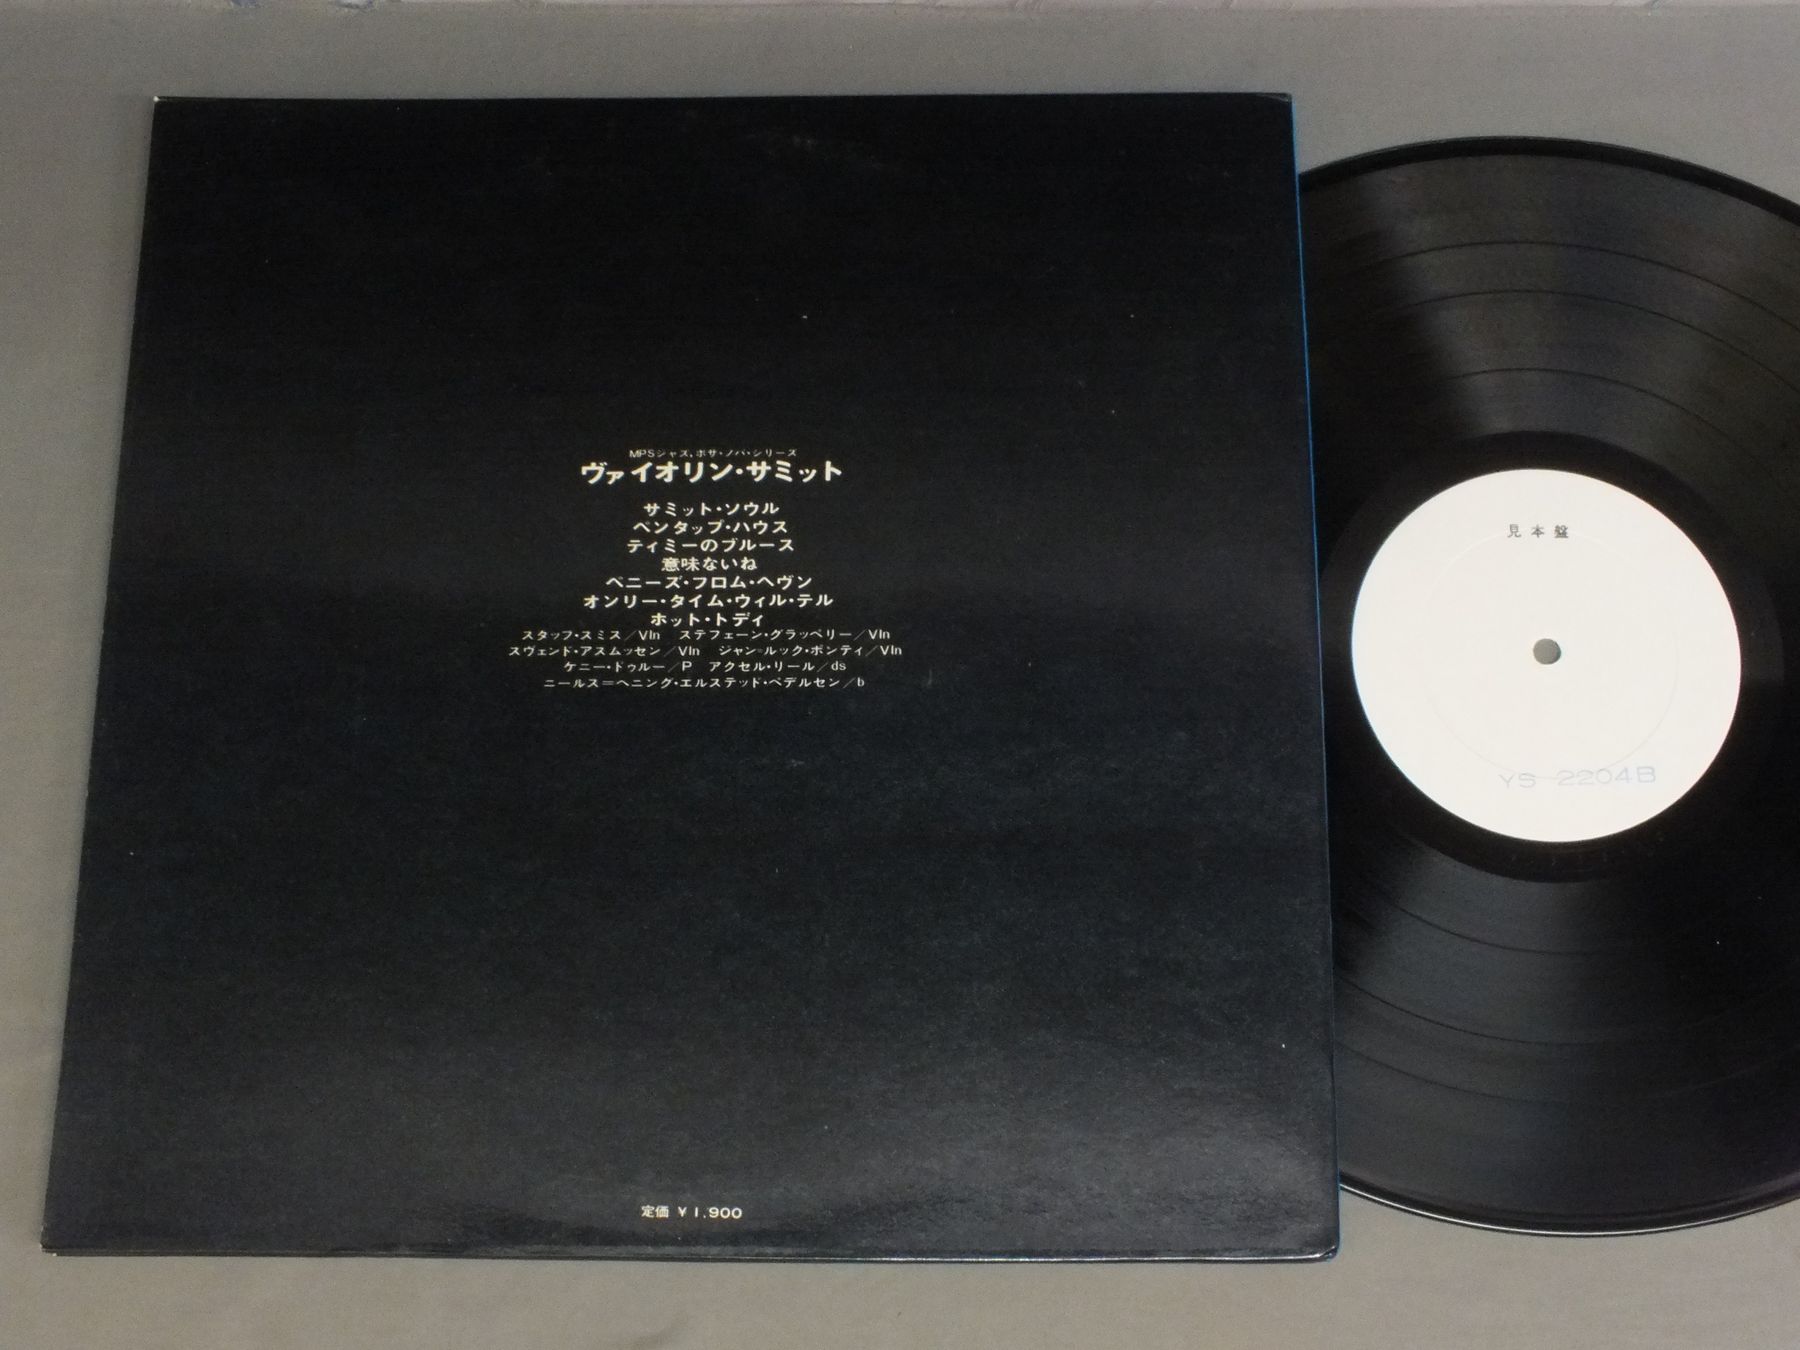 MPSジャズ,ボサ・ノバ・シリーズ
ヴァイオリン・サミット
サミット・ソウル
ペンタップ・ハウス
ティミーのブルース
意味ないね
ペニーズ・フロム・ヘヴン
オンリー・タイム・ウィル・テル
ホット・トディ
スタッフ・スミス/Vln ステフェーン・グラッペリー/Vln
スヴェンド・アスムッセン/Vln ジャン=ルック・ポンティ/Vln
ケニー・ドゥルー/P アクセル・リール/ds
ニールス=ヘニング・エルステッド・ペデルセン/b
定価 ¥1,900
見本盤
YS 2204B